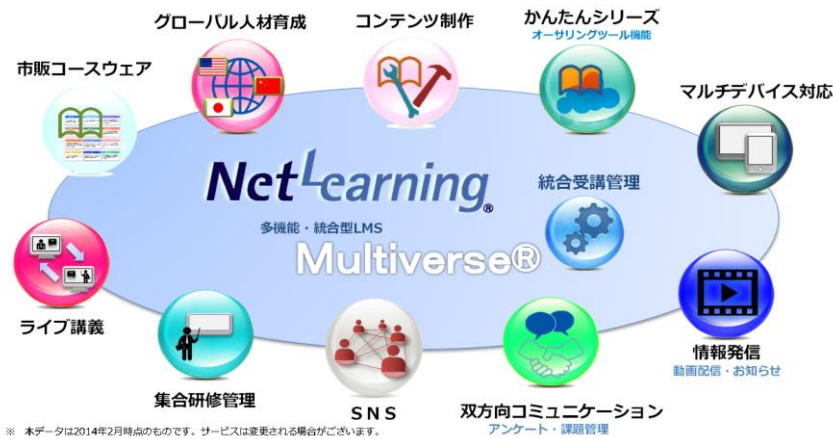 グローバル人材育成
コンテンツ制作
かんたんシリーズ
オーサリングツール機能
市販コースウェア
マルチデバイス対応
NetLearning®
統合受講管理
多機能・統合型LMS
Multiverse®
ライブ講義
情報発信
動画配信・お知らせ
集合研修管理
SNS
双方向コミュニケーション
アンケート・課題管理
※ 本データは2014年2月時点のものです。サービスは変更される場合がございます。